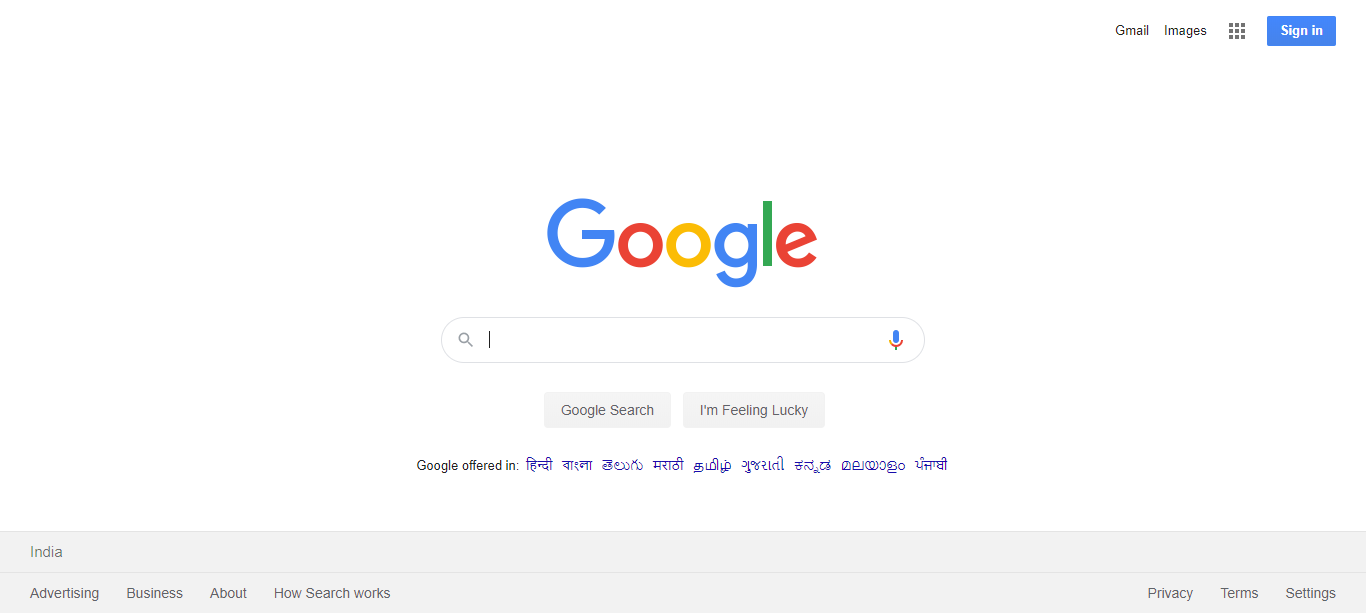 Gmail Images Sign in
Google
Google Search I'm Feeling Lucky
Google offered in: हिन्दी বাংলা తెలుగు मराठी தமிழ் ગુજરાતી ಕನ್ನಡ മലയാളം ਪੰਜਾਬੀ
India
Advertising Business About How Search works Privacy Terms Settings